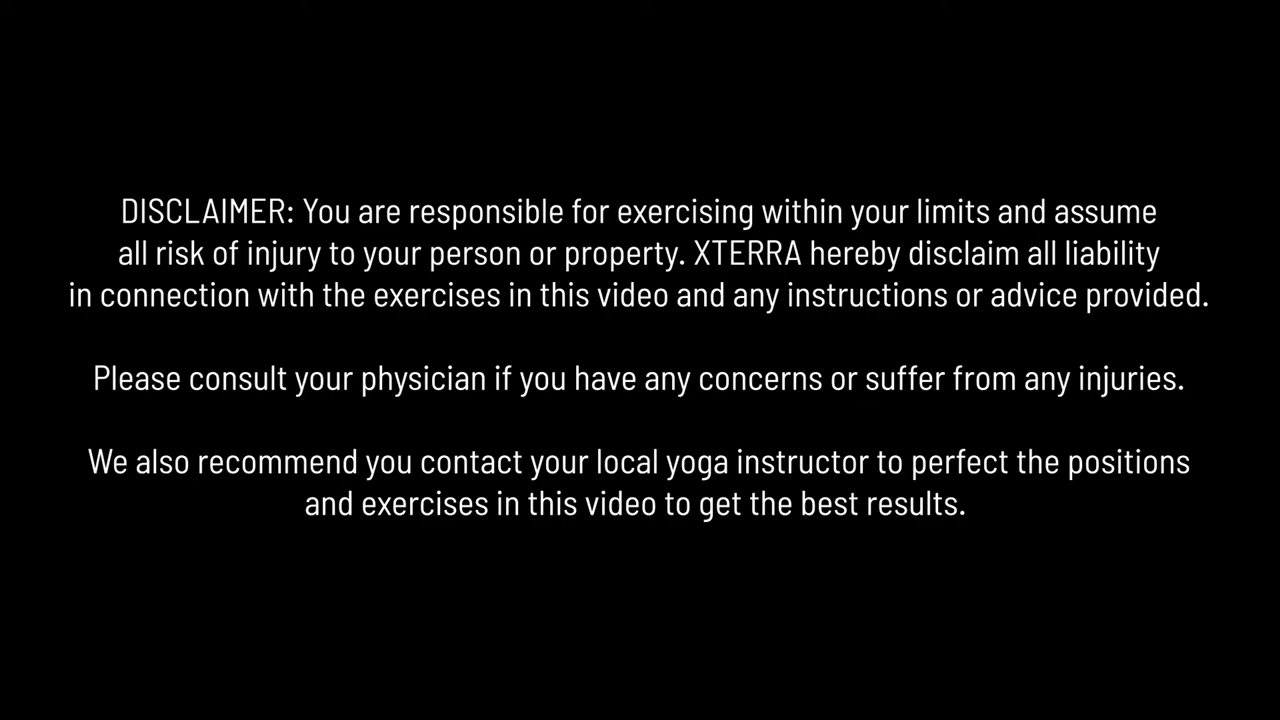 DISCLAIMER: You are responsible for exercising within your limits and assume
all risk of injury to your person or property. XTERRA hereby disclaim all liability
in connection with the exercises in this video and any instructions or advice provided.
Please consult your physician if you have any concerns or suffer from any injuries.
We also recommend you contact your local yoga instructor to perfect the positions
and exercises in this video to get the best results.